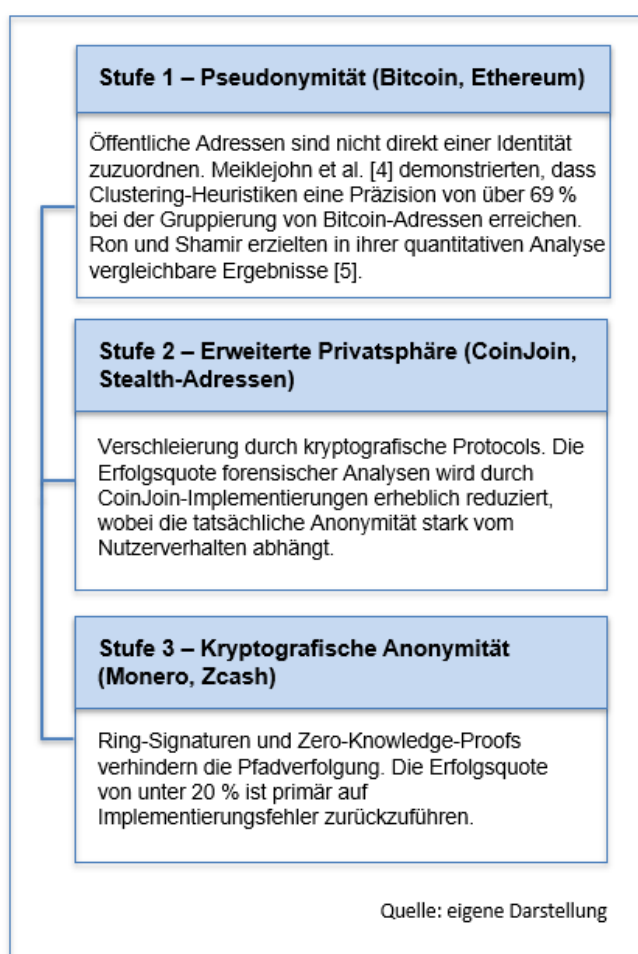 Stufe 1 – Pseudonymität (Bitcoin, Ethereum)
Öffentliche Adressen sind nicht direkt einer Identität
zuzuordnen. Meiklejohn et al. [4] demonstrierten, dass
Clustering-Heuristiken eine Präzision von über 69 %
bei der Gruppierung von Bitcoin-Adressen erreichen.
Ron und Shamir erzielten in ihrer quantitativen Analyse
vergleichbare Ergebnisse [5].
Stufe 2 – Erweiterte Privatsphäre (CoinJoin,
Stealth-Adressen)
Verschleierung durch kryptografische Protocols. Die
Erfolgsquote forensischer Analysen wird durch
CoinJoin-Implementierungen erheblich reduziert,
wobei die tatsächliche Anonymität stark vom
Nutzerverhalten abhängt.
Stufe 3 – Kryptografische Anonymität
(Monero, Zcash)
Ring-Signaturen und Zero-Knowledge-Proofs
verhindern die Pfadverfolgung. Die Erfolgsquote
von unter 20 % ist primär auf
Implementierungsfehler zurückzuführen.
Quelle: eigene Darstellung